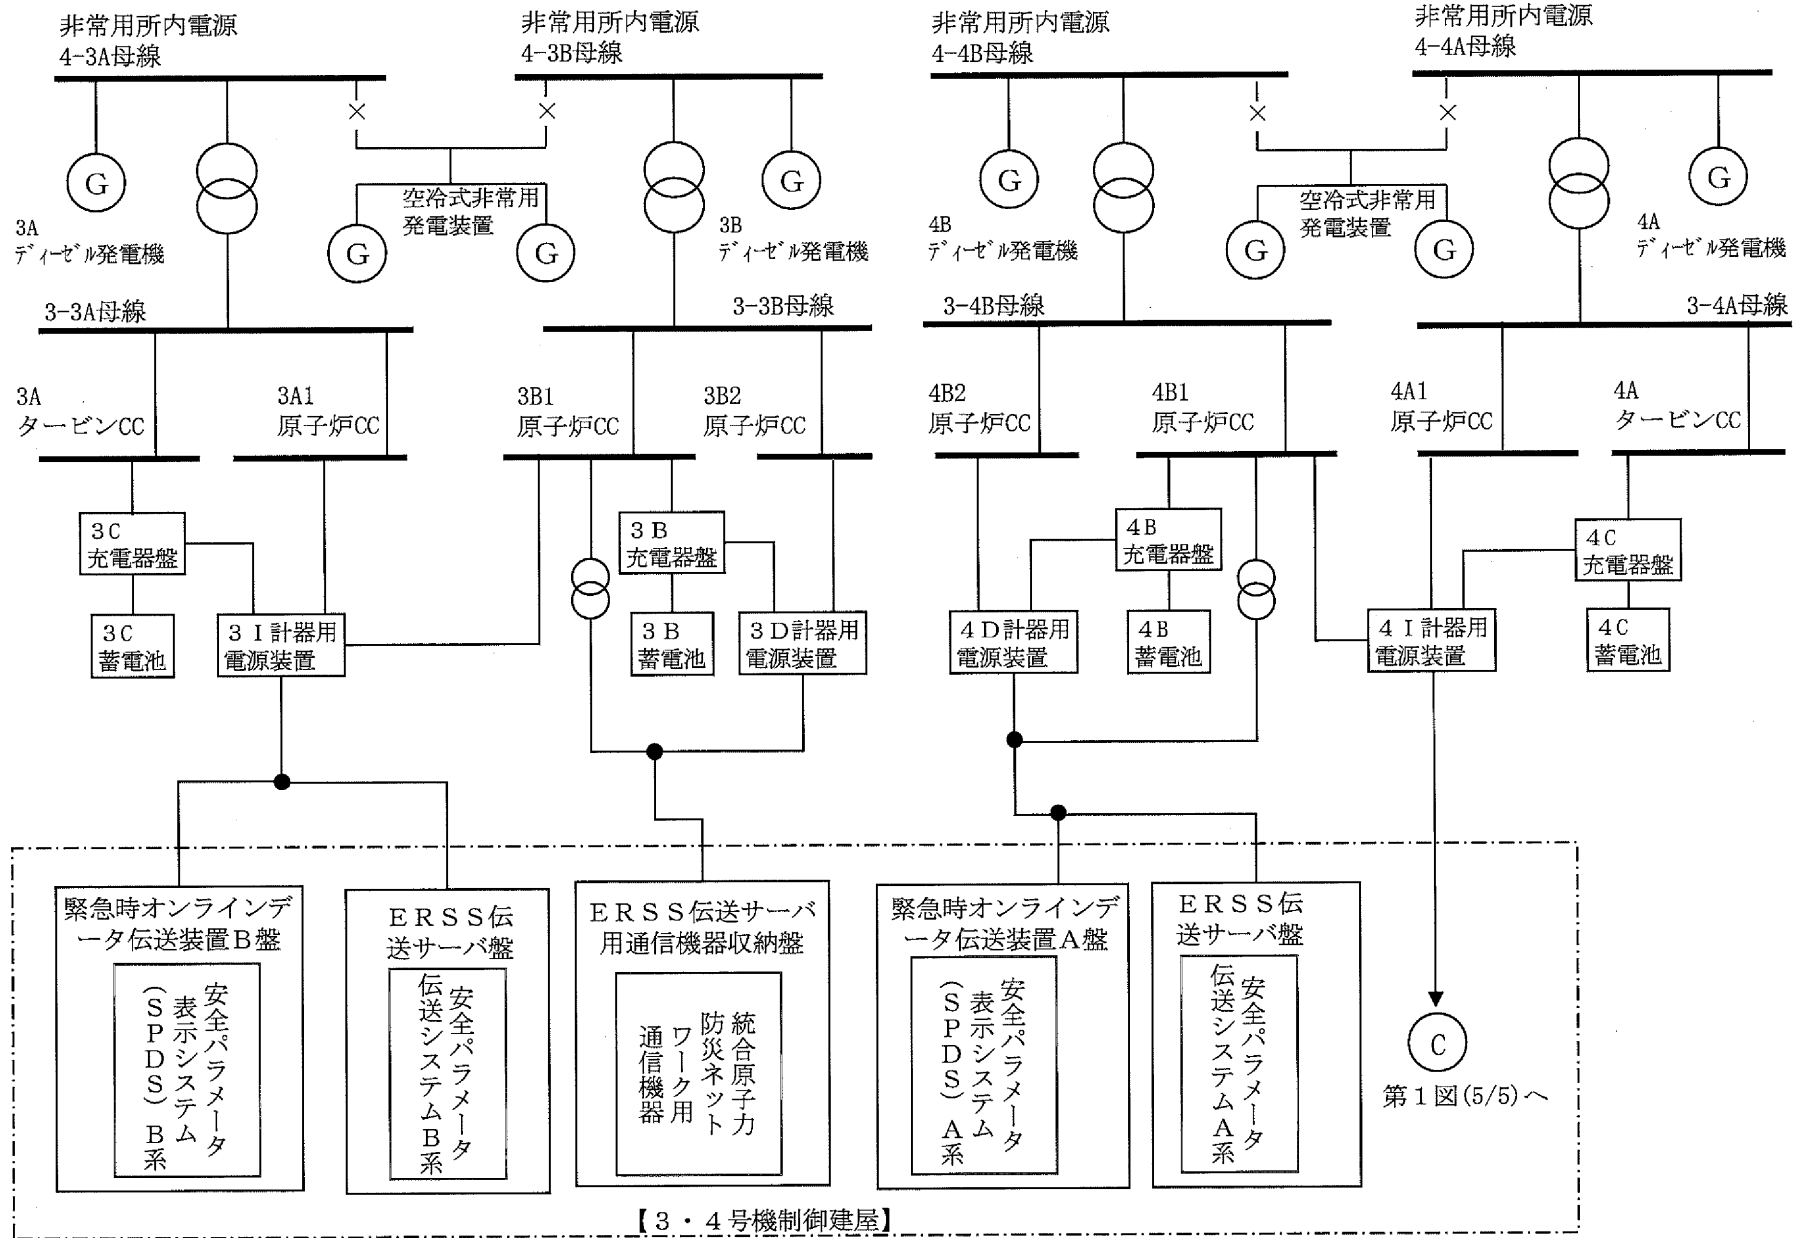 非常用所内電源
4-3A母線
非常用所内電源
4-3B母線
非常用所内電源
4-4B母線
非常用所内電源
4-4A母線
×
×
×
×
G
G
G
G
空冷式非常用
発電装置
空冷式非常用
発電装置
G
G
G
G
3A
ディーゼル発電機
3B
ディーゼル発電機
4B
ディーゼル発電機
4A
ディーゼル発電機
3-3A母線
3-3B母線
3-4B母線
3-4A母線
3A
タービンCC
3A1
原子炉CC
3B1
原子炉CC
3B2
原子炉CC
4B2
原子炉CC
4B1
原子炉CC
4A1
原子炉CC
4A
タービンCC
3C
充電器盤
3B
充電器盤
4B
充電器盤
4C
充電器盤
3C
蓄電池
3I計器用
電源装置
3B
蓄電池
3D計器用
電源装置
4D計器用
電源装置
4B
蓄電池
4I計器用
電源装置
4C
蓄電池
緊急時オンラインデ
ータ伝送装置B盤
安全パラメータ
表示システム
(SPDS)B系
ERSS伝
送サーバ盤
安全パラメータ
伝送システムB系
ERSS伝送サーバ
用通信機器収納盤
統合原子力
防災ネット
ワーク用
通信機器
緊急時オンラインデ
ータ伝送装置A盤
安全パラメータ
表示システム
(SPDS)A系
ERSS伝
送サーバ盤
安全パラメータ
伝送システムA系
C
第1図(5/5)へ
【3・4号機制御建屋】